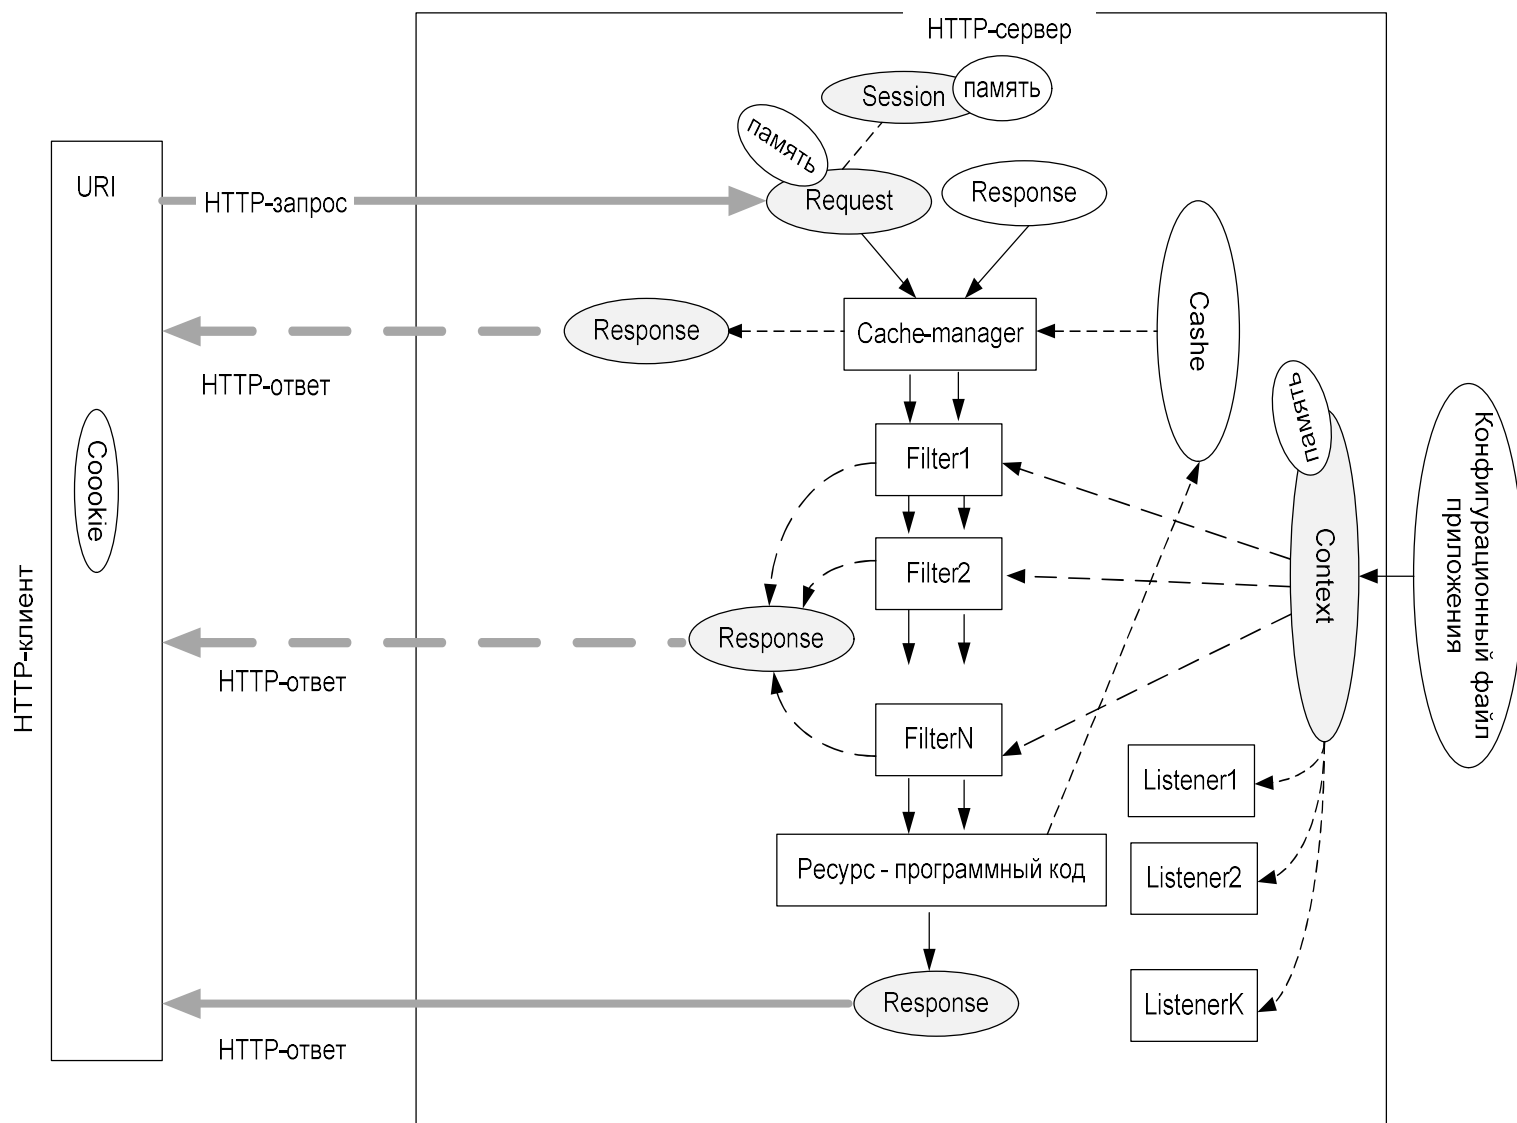 HTTP-сервер
Session
память
память
URI
HTTP-запрос
Request
Response
Cashe
Response
Cache-manager
HTTP-ответ
память
Coookie
Filter1
Конфигурационный файл
приложения
Context
Filter2
HTTP-клиент
Response
HTTP-ответ
FilterN
Listener1
Ресурс - программный код
Listener2
Response
ListenerK
HTTP-ответ